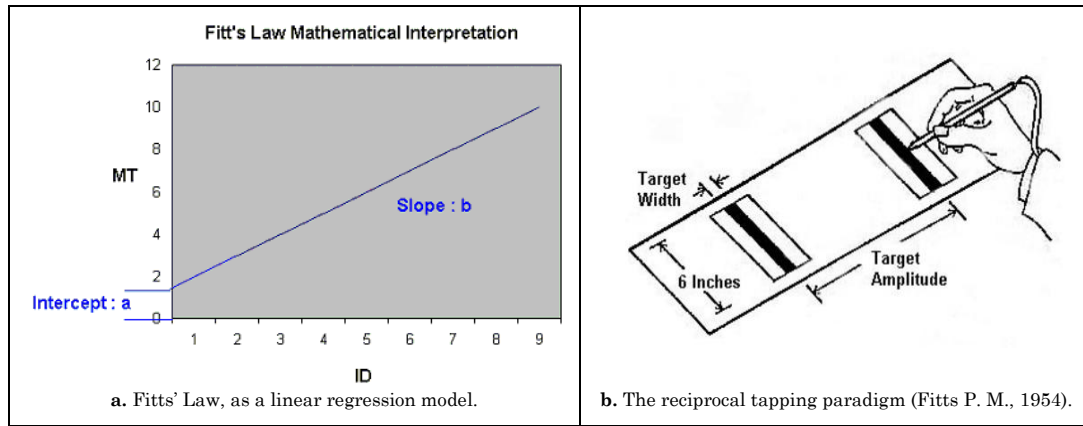 Fitt's Law Mathematical Interpretation
12
10
8
MT
6
Slope : b
4
2
Intercept : a
0
1 2 3 4 5 6 7 8 9
ID
a. Fitts’ Law, as a linear regression model.
Target
Width
6 Inches
Target
Amplitude
b. The reciprocal tapping paradigm (Fitts P. M., 1954).